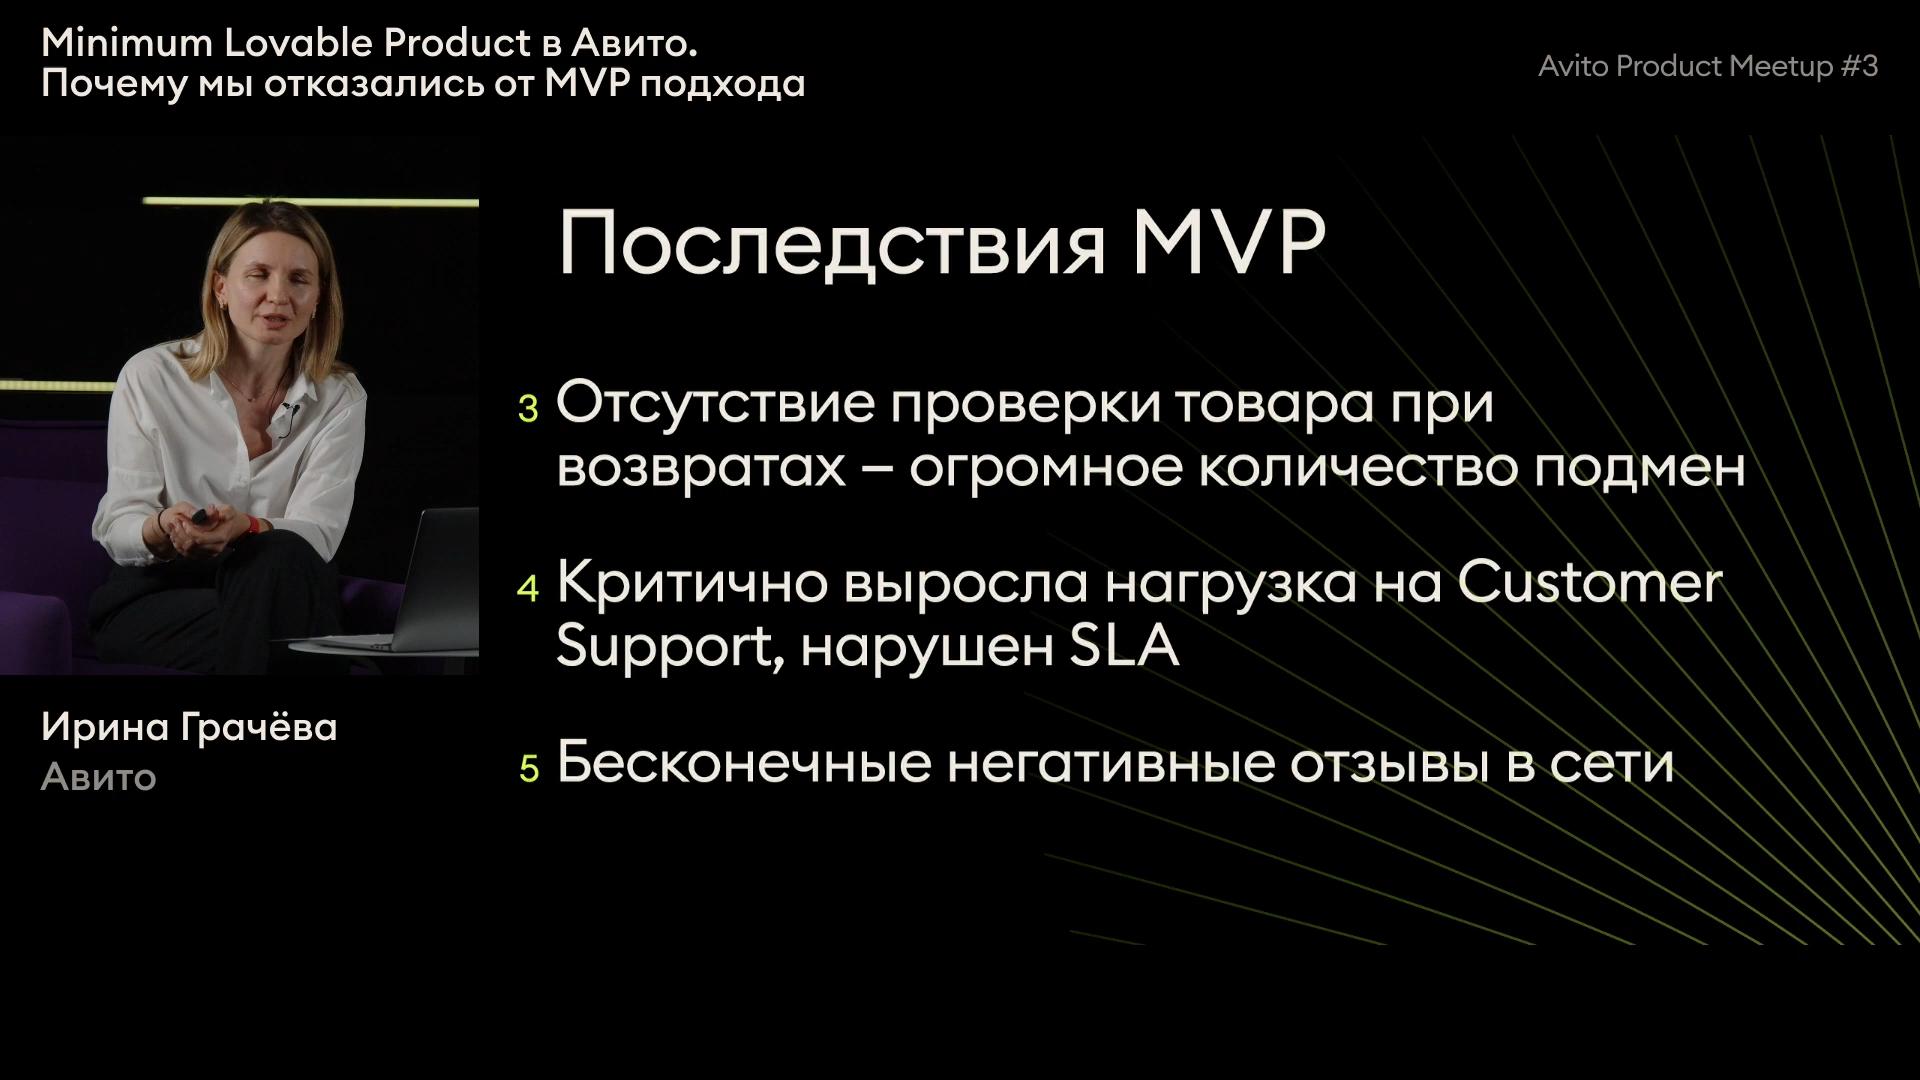 Minimum Lovable Product в Авито.
Почему мы отказались от MVP подхода
Avito Product Meetup #3
Последствия MVP
3 Отсутствие проверки товара при
возвратах — огромное количество подмен
4 Критично выросла нагрузка на Customer
Support, нарушен SLA
5 Бесконечные негативные отзывы в сети
Ирина Грачёва
Авито